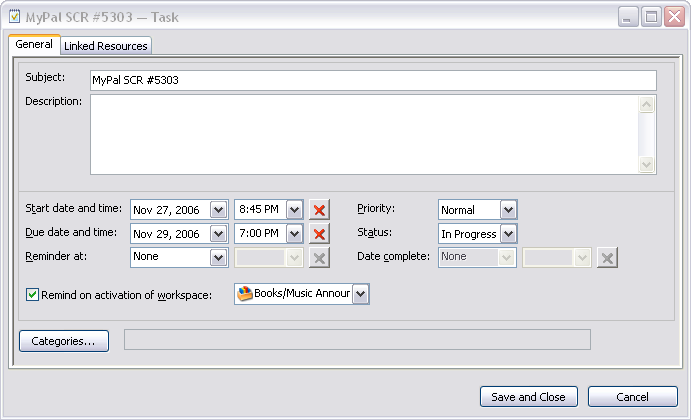 MyPal SCR #5303 — Task
General Linked Resources
Subject: MyPal SCR #5303
Description:
Start date and time: Nov 27, 2006 8:45 PM Priority: Normal
Due date and time: Nov 29, 2006 7:00 PM Status: In Progress
Reminder at: None Date complete: None
Remind on activation of workspace: Books/Music Annour
Categories...
Save and Close Cancel